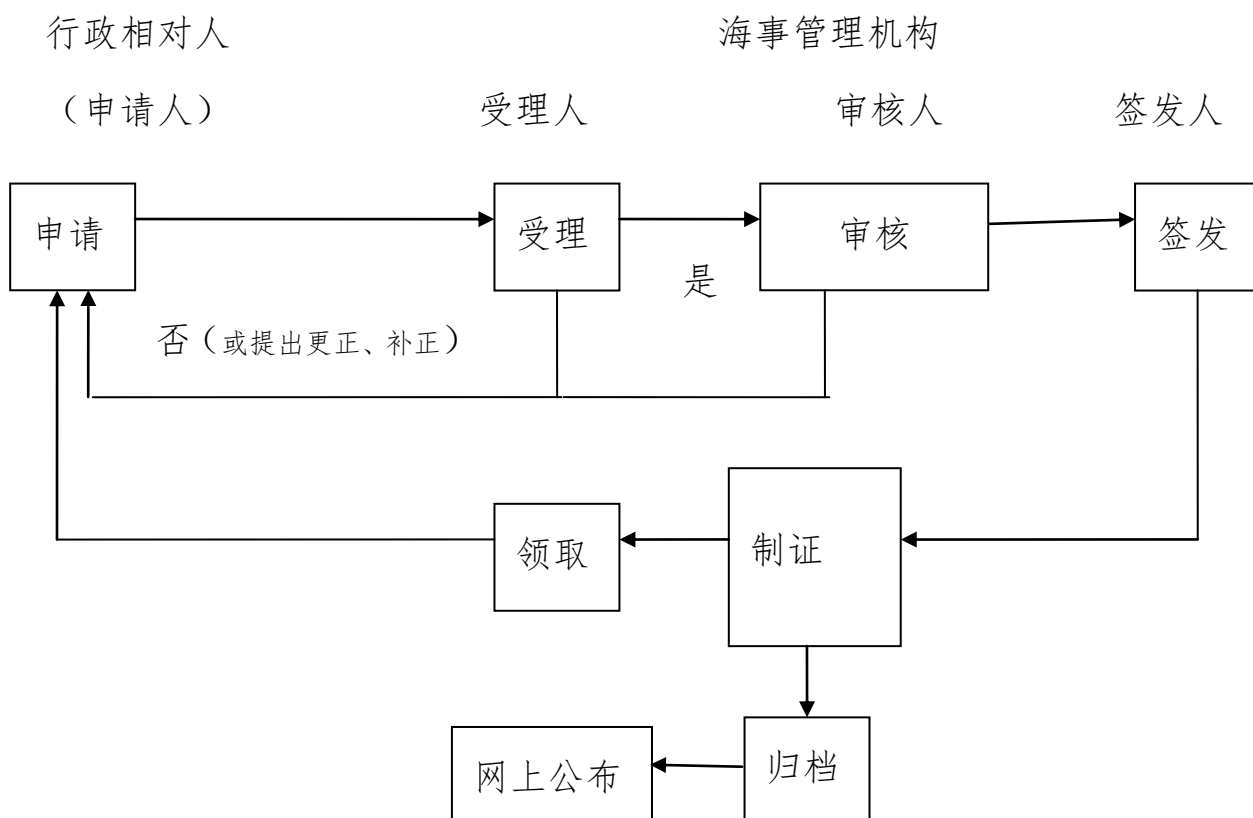 行政相对人 海事管理机构
（申请人） 受理人 审核人 签发人
申请 受理 审核 签发
是
否（或提出更正、补正）
领取 制证
网上公布 归档